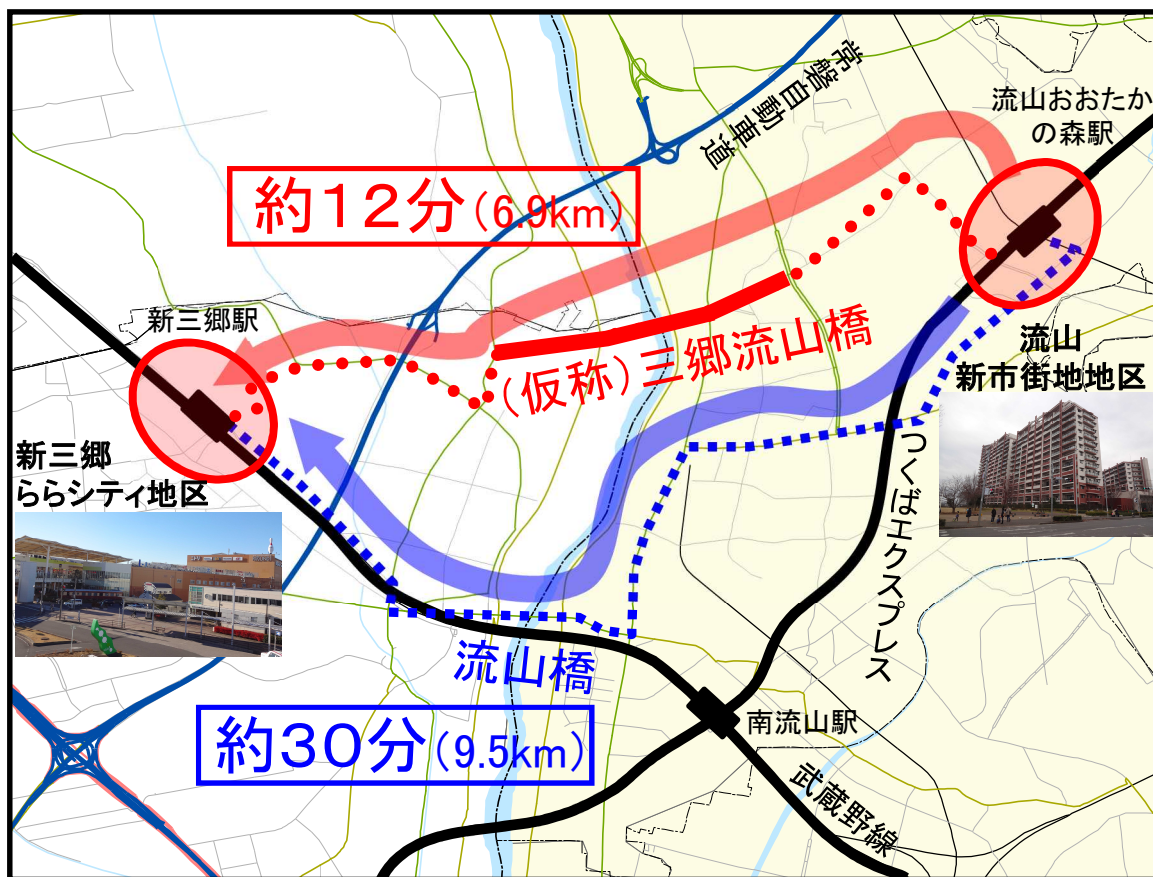 常磐自動車道
流山おおたか
の森駅
約12分(6.9km)
新三郷駅
(仮称)三郷流山橋
流山
新市街地地区
新三郷
ららシティ地区
つくばエクスプレス
流山橋
約30分(9.5km)
南流山駅
武蔵野線